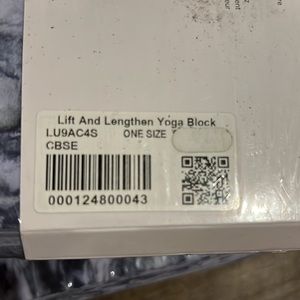 Lift And Lengthen Yoga Block
LU9AC4S ONE SIZE
CBSE
000124800043